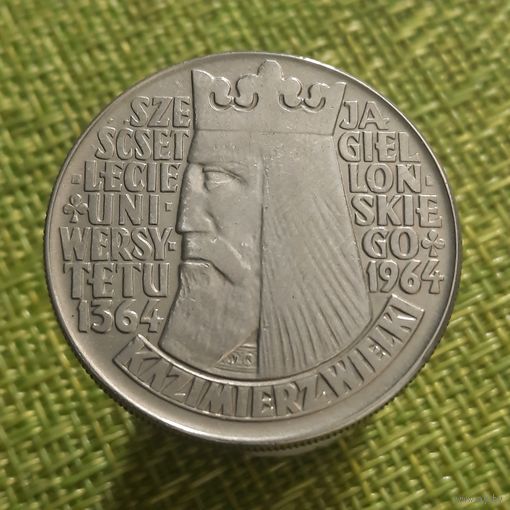 SZE
SCSET
LECIE
UNI-
WERSY-
TETU
1364
JA-
GIEL
LON-
SKIE
GO
1964
KAZIMIERZ WIELKI